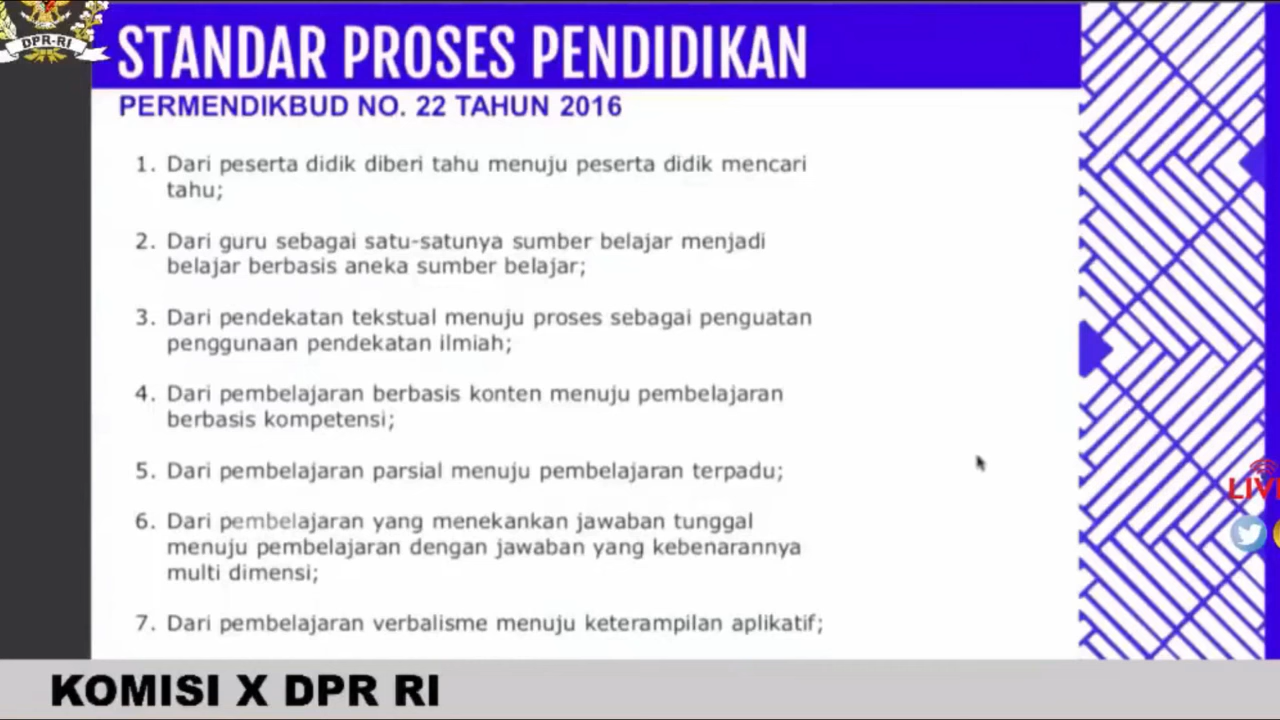 DPR-RI
STANDAR PROSES PENDIDIKAN
PERMENDIKBUD NO. 22 TAHUN 2016
1. Dari peserta didik diberi tahu menuju peserta didik mencari
tahu;
2. Dari guru sebagai satu-satunya sumber belajar menjadi
belajar berbasis aneka sumber belajar;
3. Dari pendekatan tekstual menuju proses sebagai penguatan
penggunaan pendekatan ilmiah;
4. Dari pembelajaran berbasis konten menuju pembelajaran
berbasis kompetensi;
5. Dari pembelajaran parsial menuju pembelajaran terpadu;
6. Dari pembelajaran yang menekankan jawaban tunggal
menuju pembelajaran dengan jawaban yang kebenarannya
multi dimensi;
7. Dari pembelajaran verbalisme menuju keterampilan aplikatif;
LIV
KOMISI X DPR RI